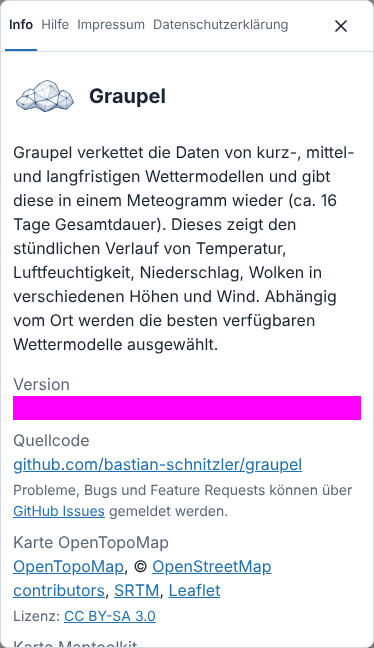 Info Hilfe Impressum Datenschutzerklärung
Graupel
Graupel verkettet die Daten von kurz-, mittel-
und langfristigen Wettermodellen und gibt
diese in einem Meteogramm wieder (ca. 16
Tage Gesamtdauer). Dieses zeigt den
stündlichen Verlauf von Temperatur,
Luftfeuchtigkeit, Niederschlag, Wolken in
verschiedenen Höhen und Wind. Abhängig
vom Ort werden die besten verfügbaren
Wettermodelle ausgewählt.
Version
Quellcode
github.com/bastian-schnitzler/graupel
Probleme, Bugs und Feature Requests können über
GitHub Issues gemeldet werden.
Karte OpenTopoMap
OpenTopoMap, © OpenStreetMap
contributors, SRTM, Leaflet
Lizenz: CC BY-SA 3.0
Karte Maptoolkit